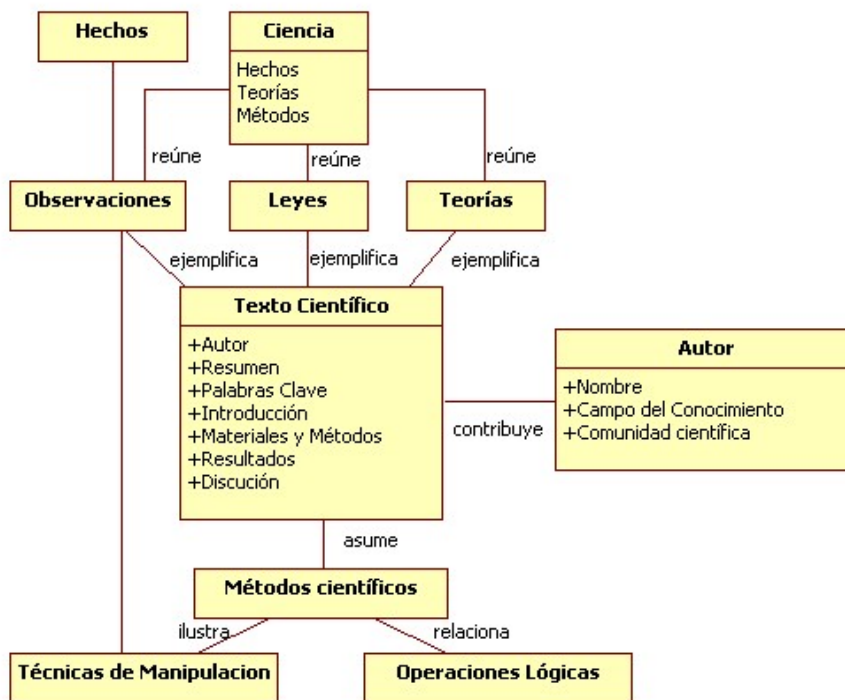 Hechos
Ciencia
Hechos
Teorías
Métodos
reúne
reúne
reúne
Observaciones
Leyes
Teorías
ejemplifica
ejemplifica
ejemplifica
Texto Científico
+Autor
+Resumen
+Palabras Clave
+Introducción
+Materiales y Métodos
+Resultados
+Discución
Autor
+Nombre
+Campo del Conocimiento
+Comunidad científica
contribuye
asume
Métodos científicos
ilustra
relaciona
Técnicas de Manipulacion
Operaciones Lógicas